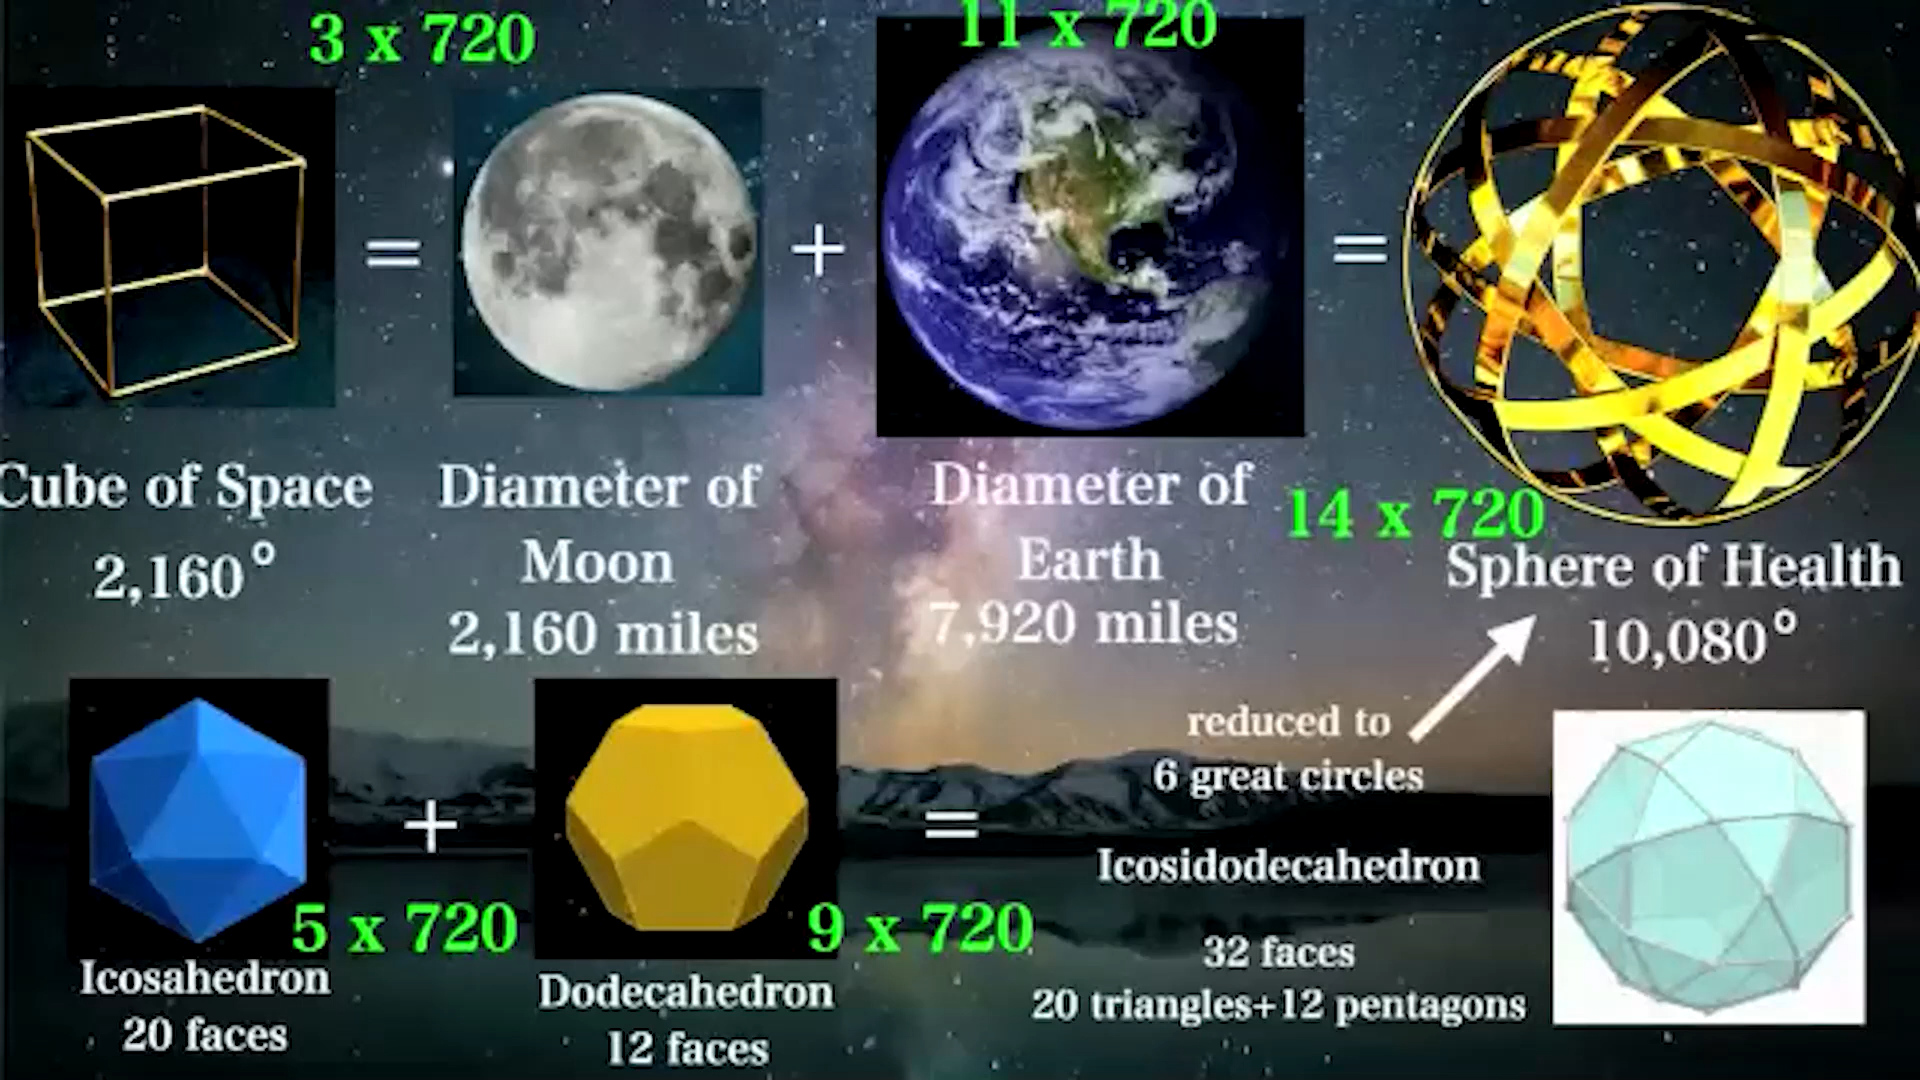 3 x 720
11 x 720
=
+
=
Cube of Space
2,160°
Diameter of
Moon
2,160 miles
Diameter of
Earth
7,920 miles
14 x 720
Sphere of Health
10,080°
reduced to
6 great circles
+
=
5 x 720
9 x 720
Icosahedron
20 faces
Dodecahedron
12 faces
Icosidodecahedron
32 faces
20 triangles+12 pentagons